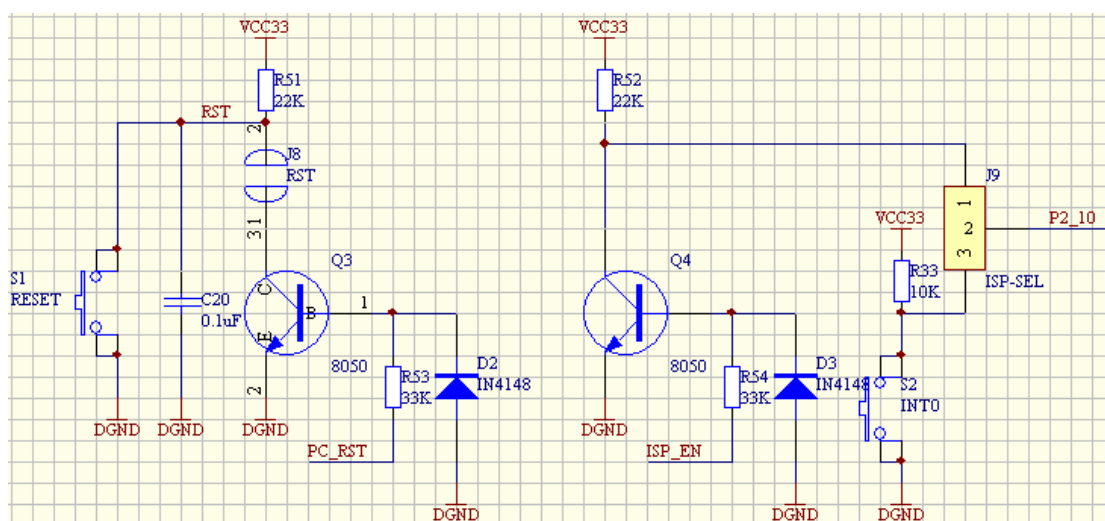 VCC33
VCC33
R51
22K
R52
22K
RST
2
J8
RST
J9
1
2
3
P2_10
VCC33
3 1
S1
RESET
Q3
Q4
R33
10K
ISP-SEL
C
B
E
1
C20
0.1uF
8050
R53
33K
D2
IN4148
8050
R54
33K
D3
IN4148
S2
INT0
2
DGND
DGND
DGND
DGND
PC_RST
ISP_EN
DGND
DGND
DGND